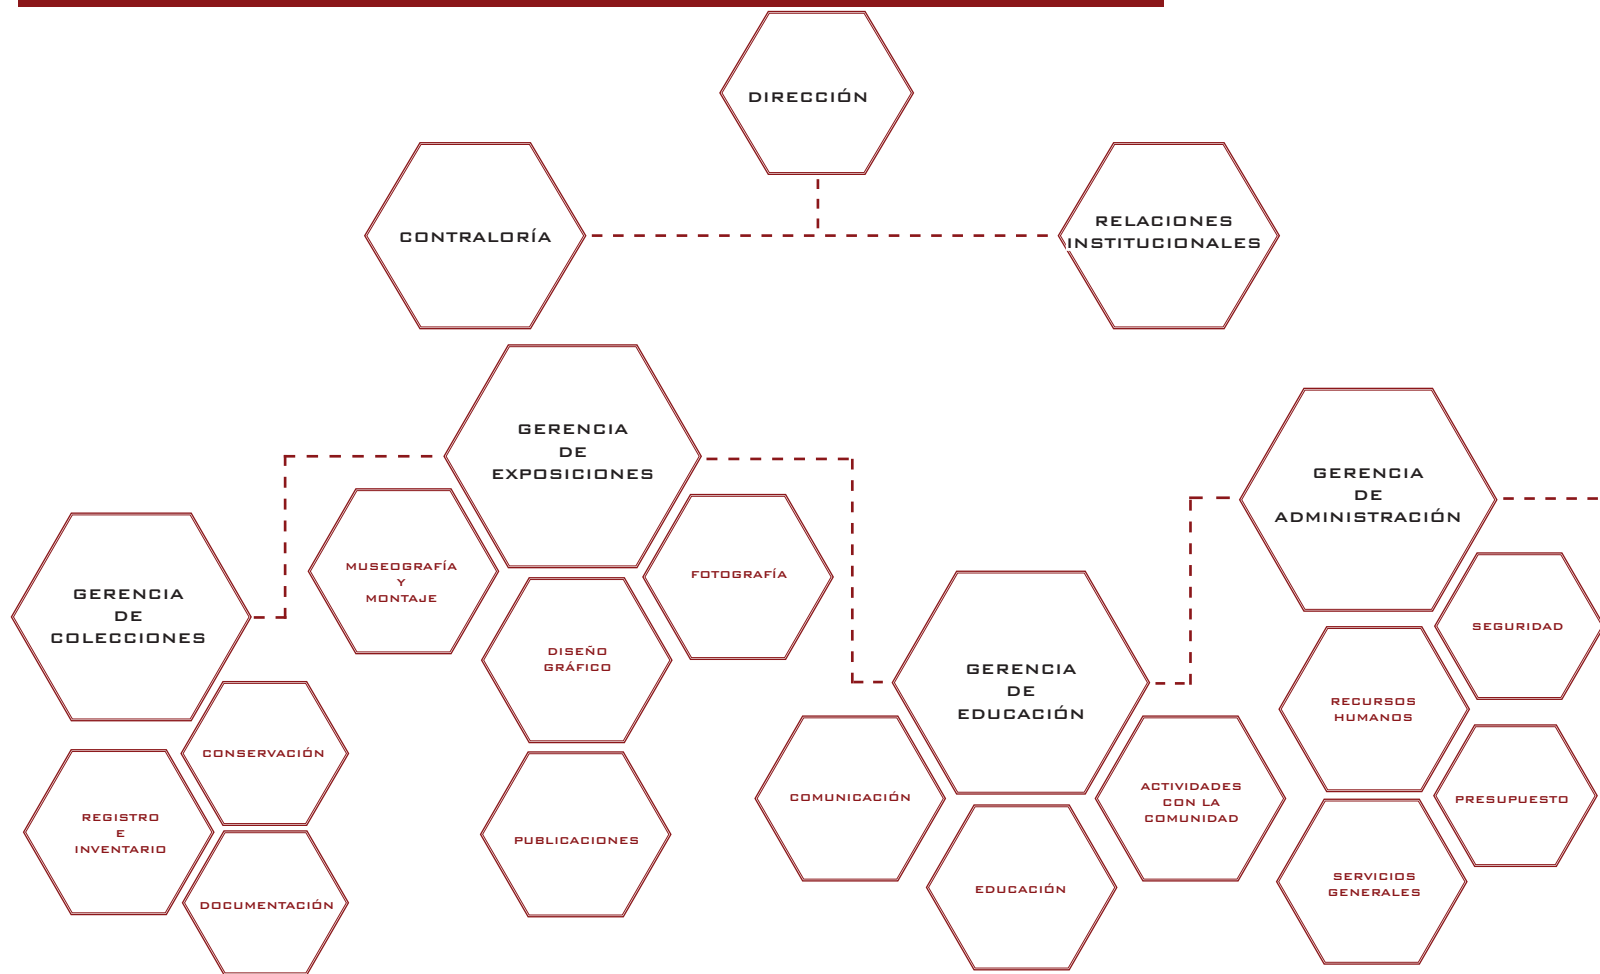 DIRECCIÓN
CONTRALORÍA
RELACIONES
INSTITUCIONALES
GERENCIA
DE
EXPOSICIONES
MUSEOGRAFÍA
Y
MONTAJE
FOTOGRAFÍA
DISEÑO
GRÁFICO
PUBLICACIONES
GERENCIA
DE
COLECCIONES
CONSERVACIÓN
REGISTRO
E
INVENTARIO
DOCUMENTACIÓN
GERENCIA
DE
EDUCACIÓN
COMUNICACIÓN
ACTIVIDADES
CON LA
COMUNIDAD
EDUCACIÓN
GERENCIA
DE
ADMINISTRACIÓN
SEGURIDAD
RECURSOS
HUMANOS
PRESUPUESTO
SERVICIOS
GENERALES